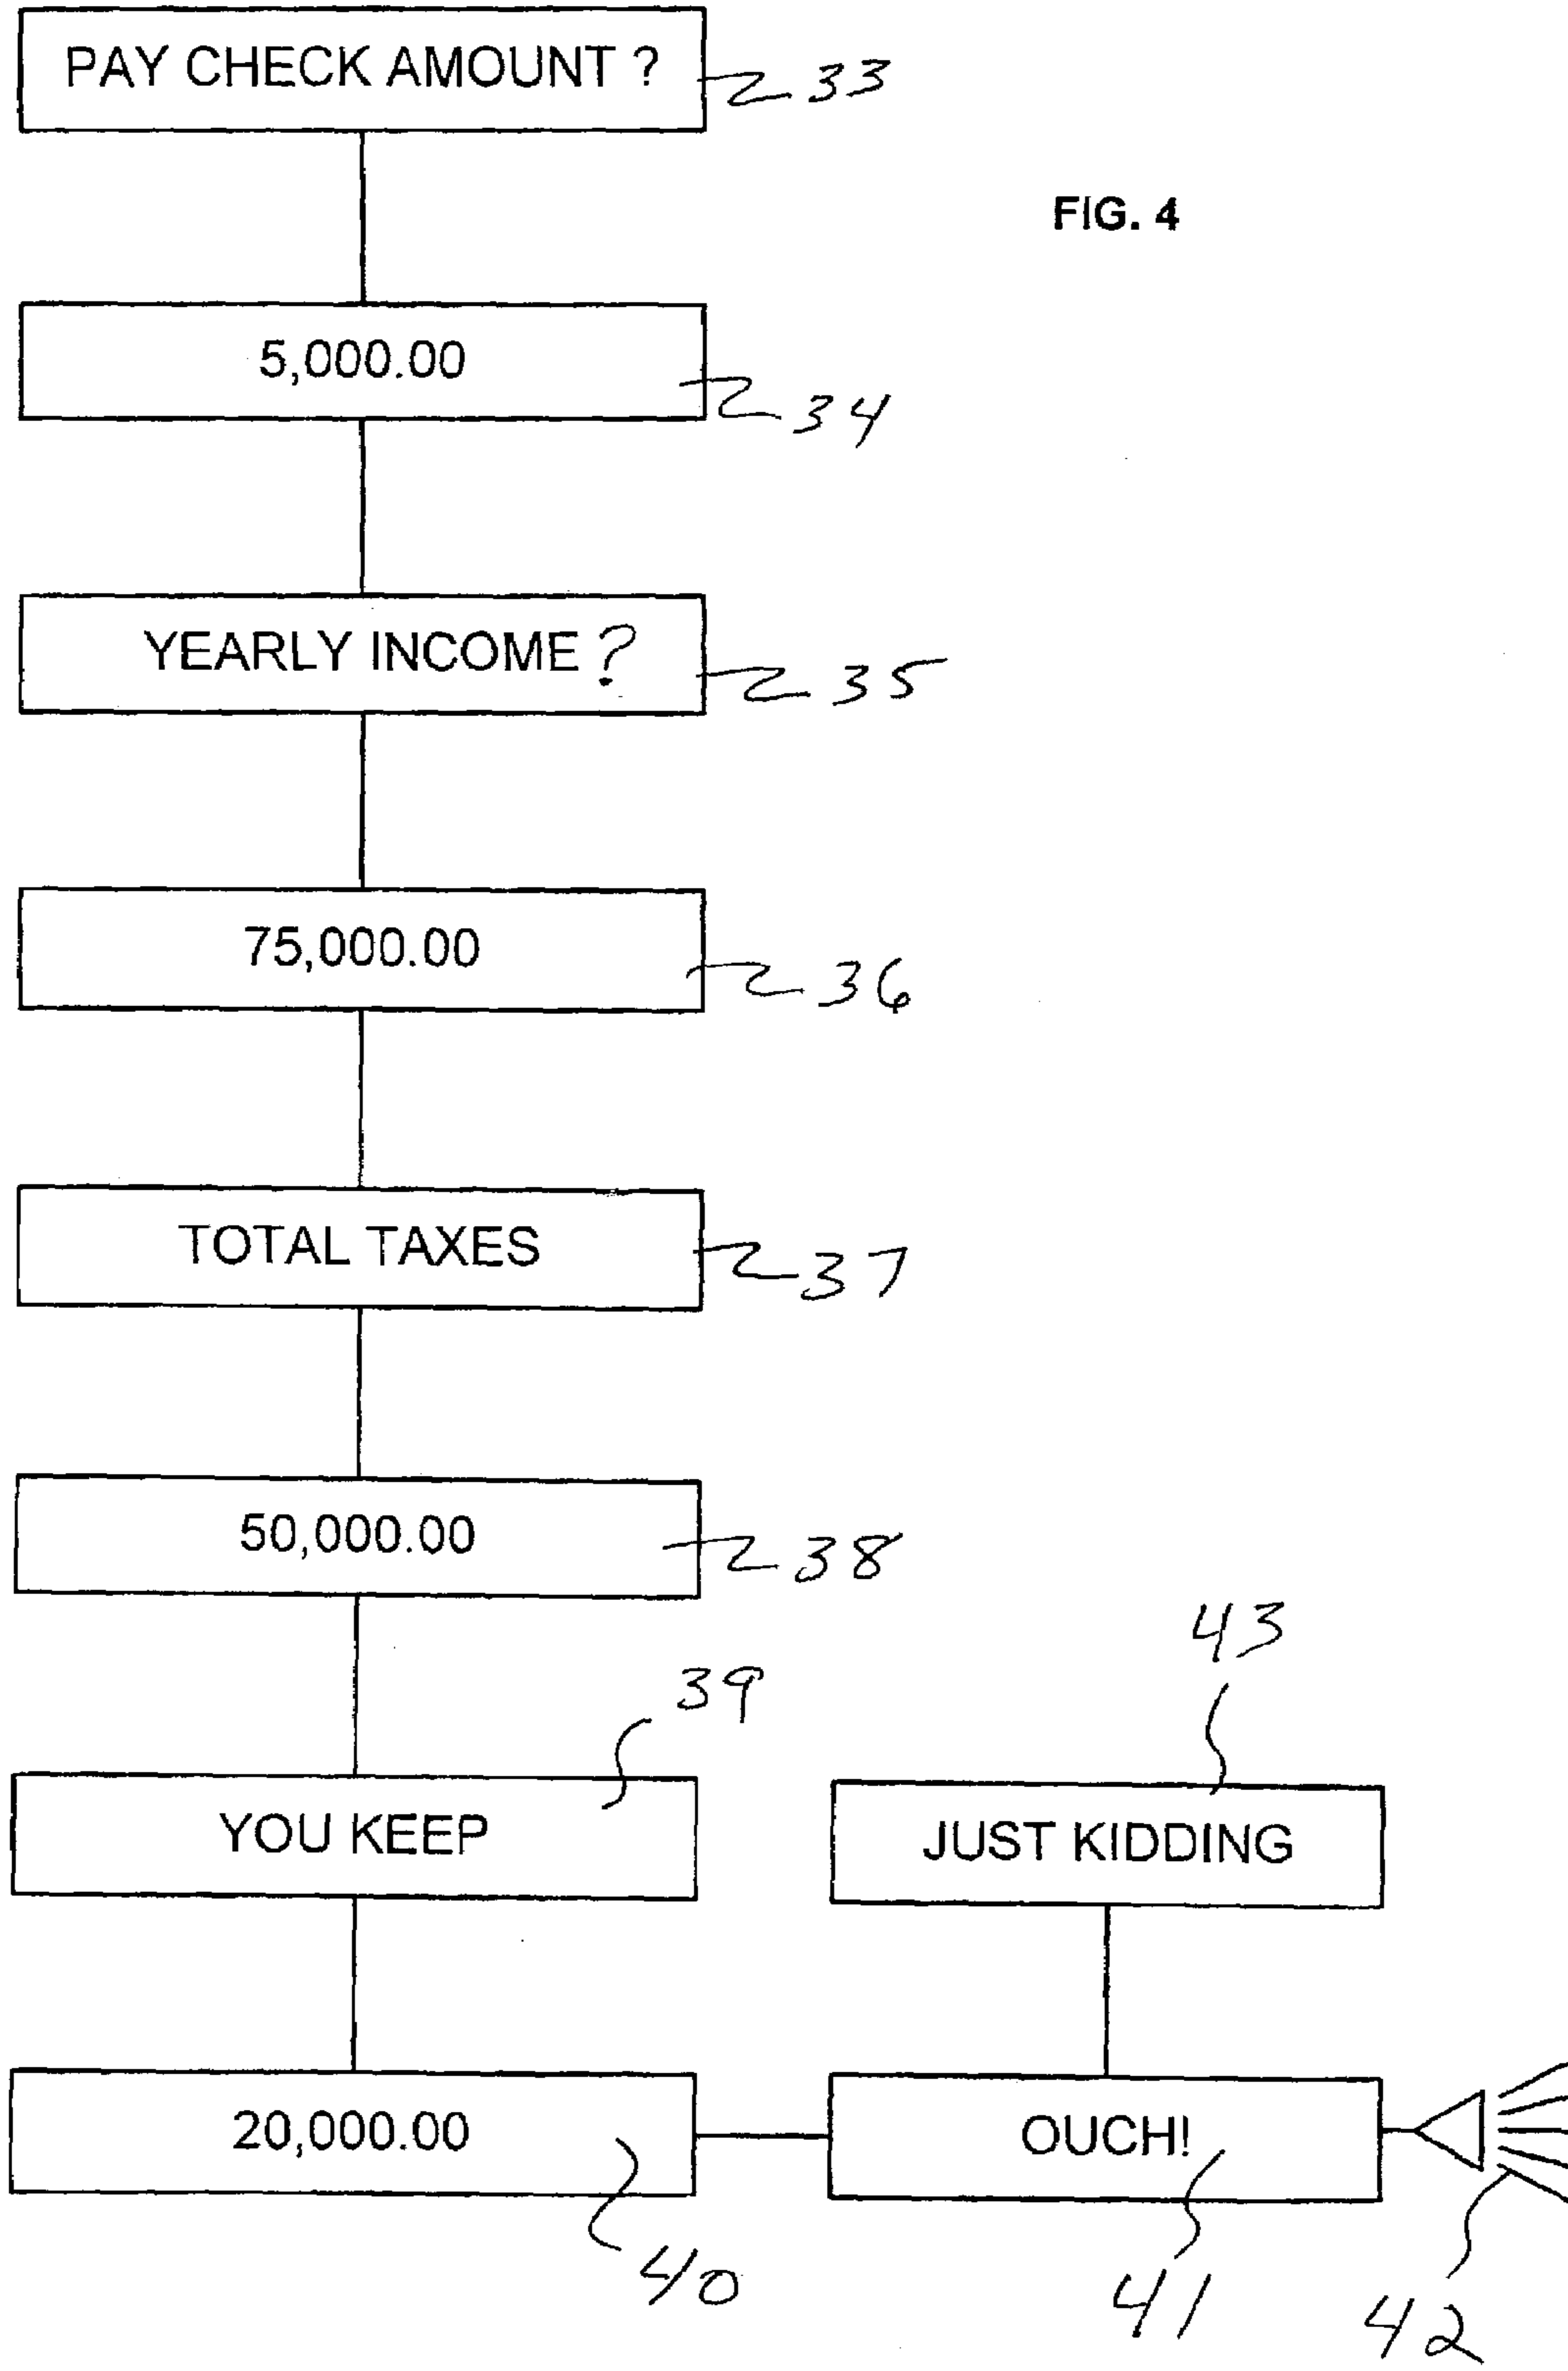 PAY CHECK AMOUNT ?
33
FIG. 4
5,000.00
34
YEARLY INCOME ?
35
75,000.00
36
TOTAL TAXES
37
50,000.00
38
43
39
YOU KEEP
JUST KIDDING
20,000.00
OUCH!
40
41
42